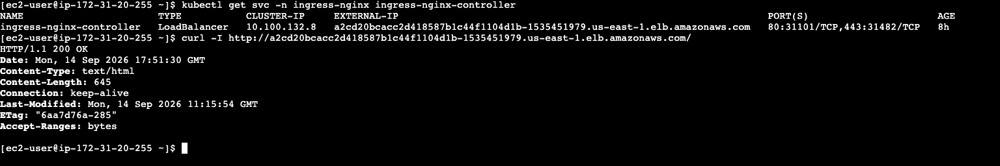 [ec2-user@ip-172-31-20-255 ~]$ kubectl get svc -n ingress-nginx ingress-nginx-controller
NAME TYPE CLUSTER-IP EXTERNAL-IP PORT(S) AGE
ingress-nginx-controller LoadBalancer 10.100.132.8 a2cd20bcacc2d418587b1c44f1104d1b-1535451979.us-east-1.elb.amazonaws.com 80:31101/TCP,443:31482/TCP 8h
[ec2-user@ip-172-31-20-255 ~]$ curl -I http://a2cd20bcacc2d418587b1c44f1104d1b-1535451979.us-east-1.elb.amazonaws.com/
HTTP/1.1 200 OK
Date: Mon, 14 Sep 2026 17:51:30 GMT
Content-Type: text/html
Content-Length: 645
Connection: keep-alive
Last-Modified: Mon, 14 Sep 2026 11:15:54 GMT
ETag: "6aa7d76a-285"
Accept-Ranges: bytes
[ec2-user@ip-172-31-20-255 ~]$